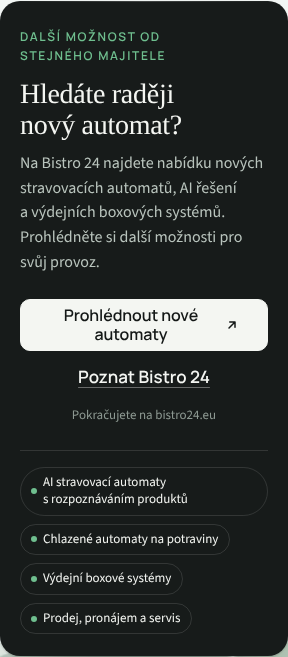 DALŠÍ MOŽNOST OD
STEJNÉHO MAJITELE
Hledáte raději
nový automat?
Na Bistro 24 najdete nabídku nových
stravovacích automatů, AI řešení
a výdejních boxových systémů.
Prohlédněte si další možnosti pro
svůj provoz.
Prohlédnout nové
automaty
Poznat Bistro 24
Pokračujete na bistro24.eu
AI stravovací automaty
s rozpoznáváním produktů
Chlazené automaty na potraviny
Výdejní boxové systémy
Prodej, pronájem a servis